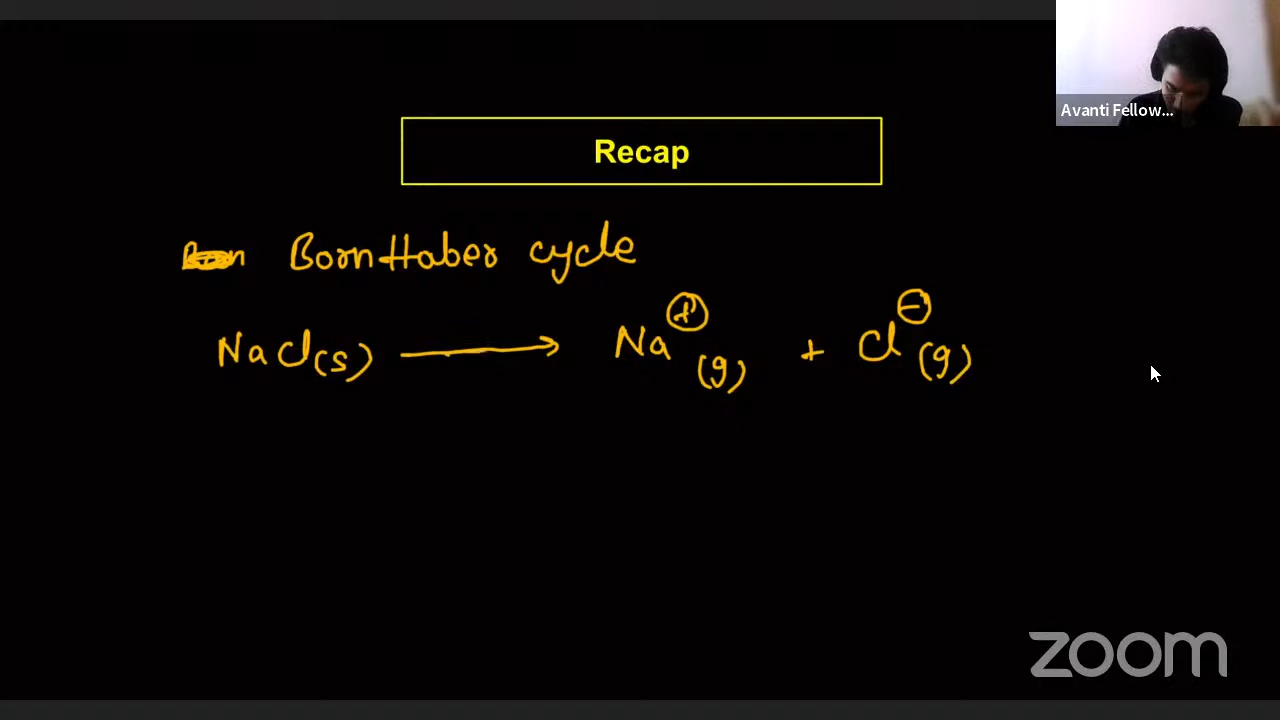 Avanti Fellow...
Recap
Born Haber cycle
NaCl(s) ⟶ Na⊕(g) + Cl⊖(g)
zoom